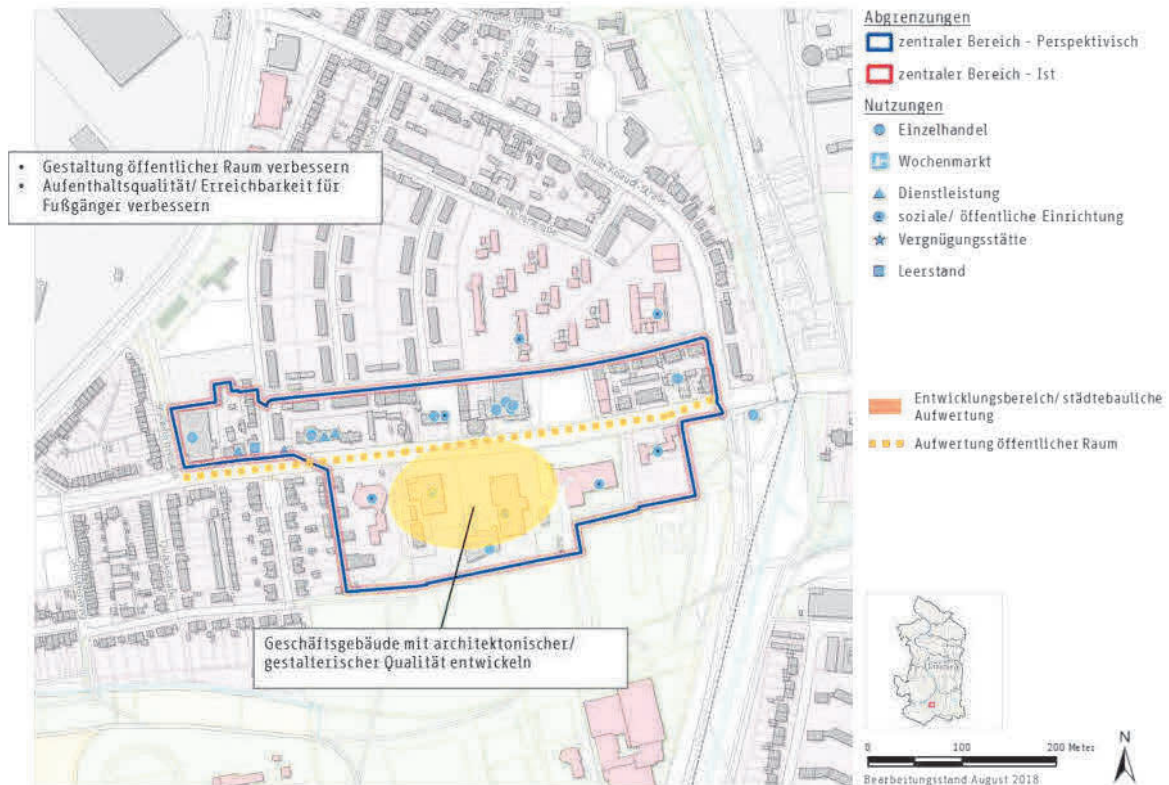 • Gestaltung öffentlicher Raum verbessern
• Aufenthaltsqualität/ Erreichbarkeit für
Fußgänger verbessern
Geschäftsgebäude mit architektonischer/
gestalterischer Qualität entwickeln
Abgrenzungen
zentraler Bereich - Perspektivisch
zentraler Bereich - Ist
Nutzungen
Einzelhandel
Wochenmarkt
Dienstleistung
soziale/ öffentliche Einrichtung
Vergnügungsstätte
Leerstand
Entwicklungsbereich/ städtebauliche
Aufwertung
Aufwertung öffentlicher Raum
N
0 100 200 Meter
Bearbeitungsstand August 2018